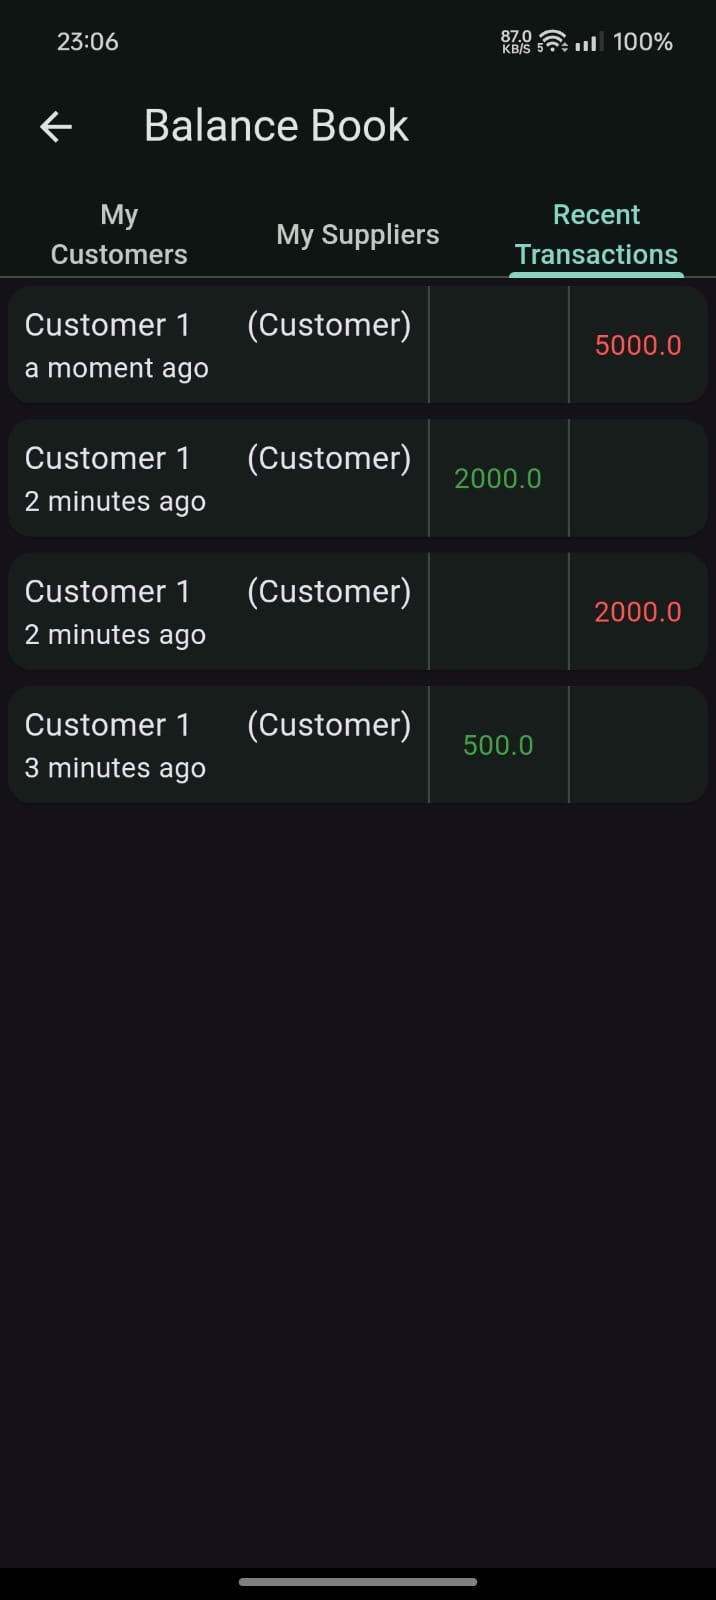 23:06 87.0 KB/S 5 100%
Balance Book
My Customers
My Suppliers
Recent Transactions
Customer 1 (Customer)
a moment ago
5000.0
Customer 1 (Customer)
2 minutes ago
2000.0
Customer 1 (Customer)
2 minutes ago
2000.0
Customer 1 (Customer)
3 minutes ago
500.0